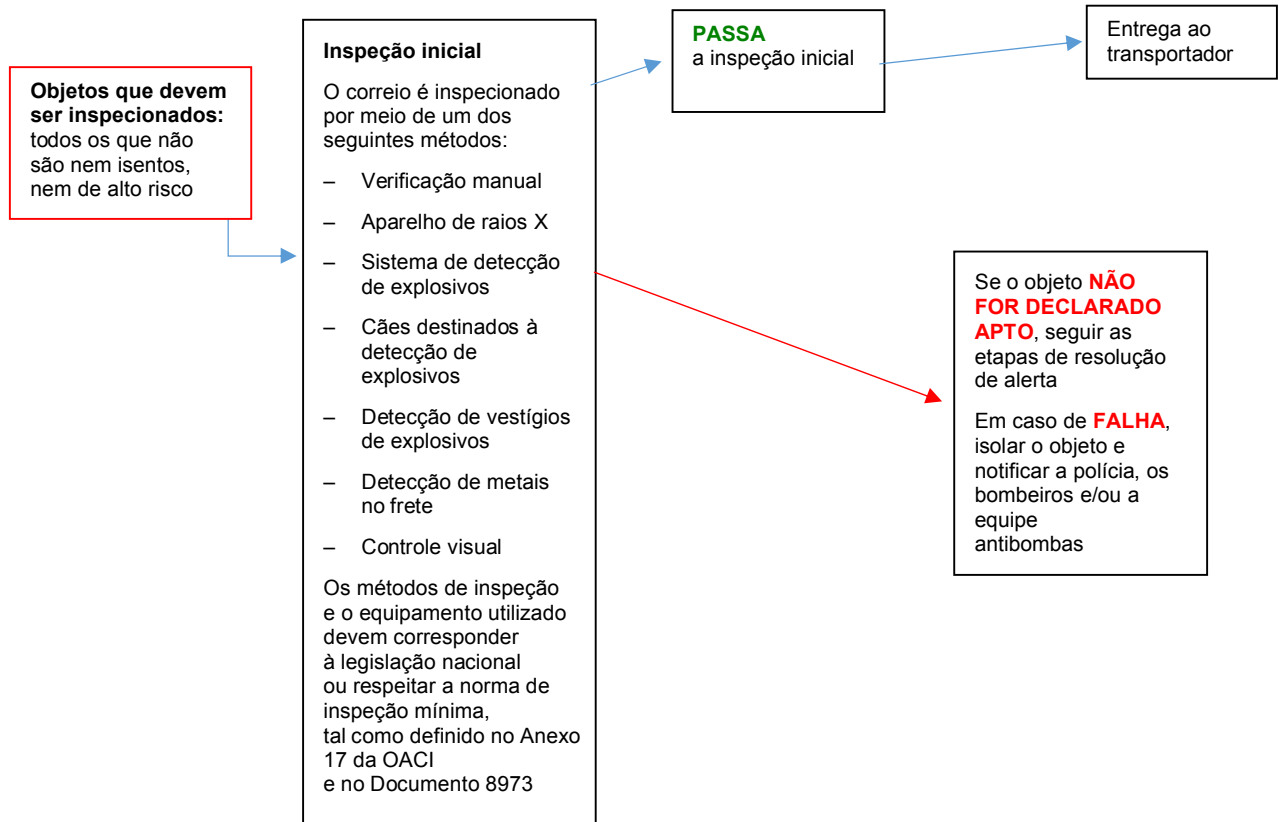 Objetos que devem
ser inspecionados:
todos os que não
são nem isentos,
nem de alto risco
Inspeção inicial
O correio é inspecionado
por meio de um dos
seguintes métodos:
– Verificação manual
– Aparelho de raios X
– Sistema de detecção
de explosivos
– Cães destinados à
detecção de
explosivos
– Detecção de vestígios
de explosivos
– Detecção de metais
no frete
– Controle visual
Os métodos de inspeção
e o equipamento utilizado
devem corresponder
à legislação nacional
ou respeitar a norma de
inspeção mínima,
tal como definido no Anexo
17 da OACI
e no Documento 8973
PASSA
a inspeção inicial
Entrega ao
transportador
Se o objeto NÃO
FOR DECLARADO
APTO, seguir as
etapas de resolução
de alerta
Em caso de FALHA,
isolar o objeto e
notificar a polícia, os
bombeiros e/ou a
equipe
antibombas